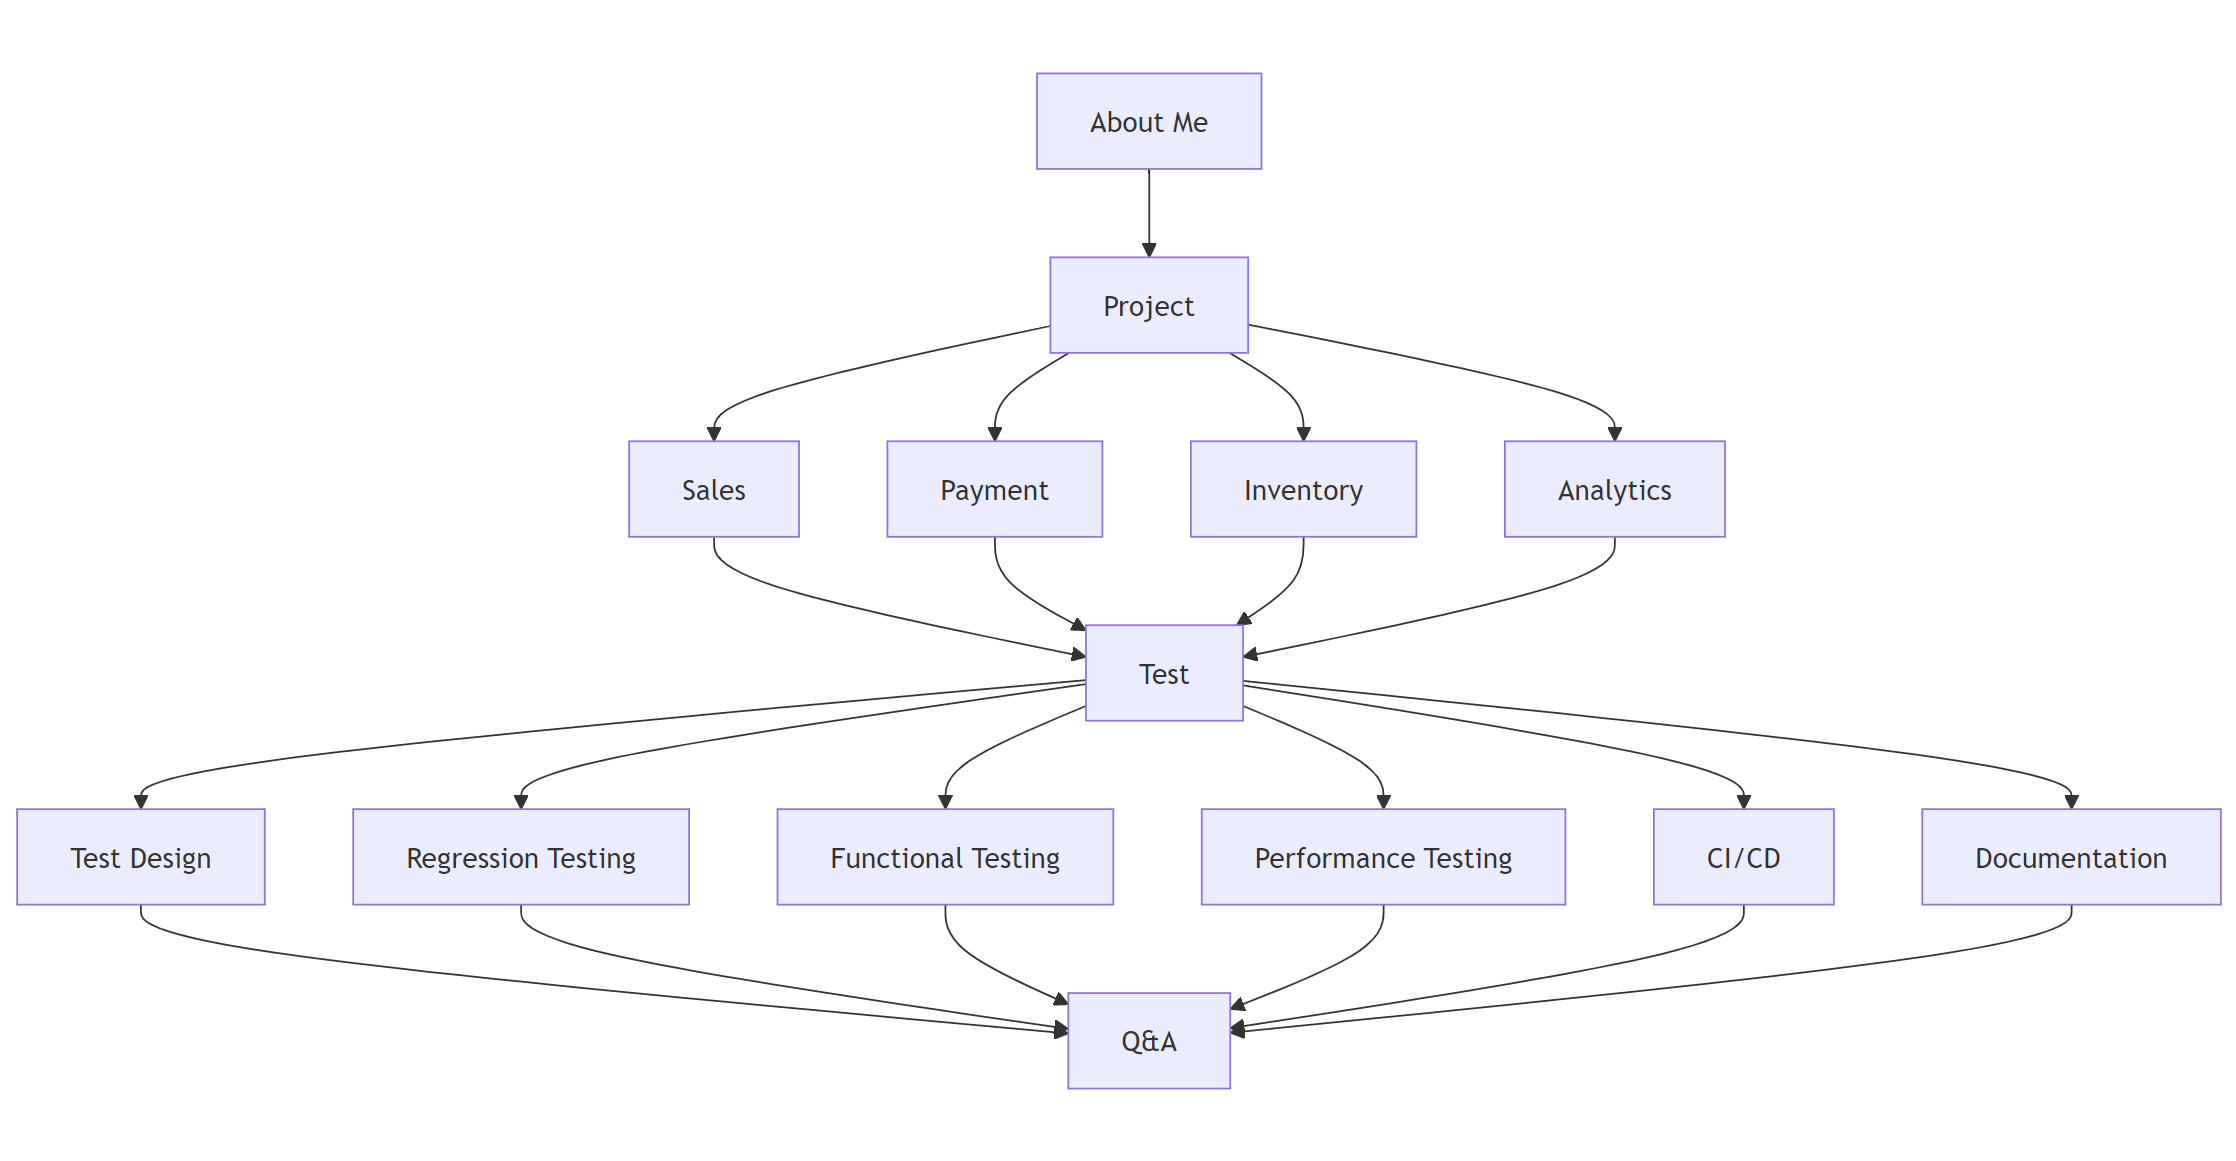 About Me
Project
Sales
Payment
Inventory
Analytics
Test
Test Design
Regression Testing
Functional Testing
Performance Testing
CI/CD
Documentation
Q&A